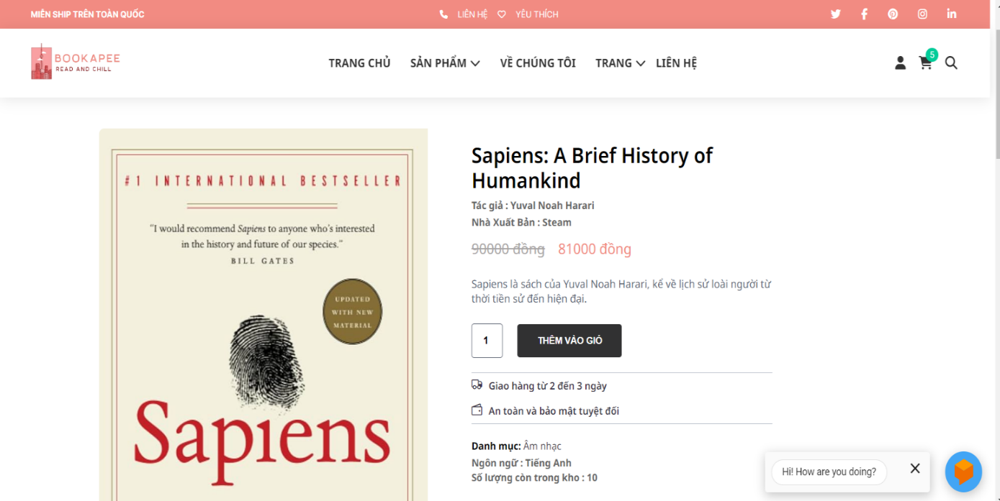 MIỄN SHIP TRÊN TOÀN QUỐC
LIÊN HỆ
YÊU THÍCH
BOOKAPEE
READ AND CHILL
TRANG CHỦ
SẢN PHẨM
VỀ CHÚNG TÔI
TRANG
LIÊN HỆ
5
#1 INTERNATIONAL BESTSELLER
"I would recommend Sapiens to anyone who's interested
in the history and future of our species."
BILL GATES
UPDATED
WITH NEW
MATERIAL
Sapiens
Sapiens: A Brief History of
Humankind
Tác giả : Yuval Noah Harari
Nhà Xuất Bản : Steam
90000 đồng 81000 đồng
Sapiens là sách của Yuval Noah Harari, kể về lịch sử loài người từ
thời tiền sử đến hiện đại.
1
THÊM VÀO GIỎ
Giao hàng từ 2 đến 3 ngày
An toàn và bảo mật tuyệt đối
Danh mục: Âm nhạc
Ngôn ngữ : Tiếng Anh
Số lượng còn trong kho : 10
Hi! How are you doing?